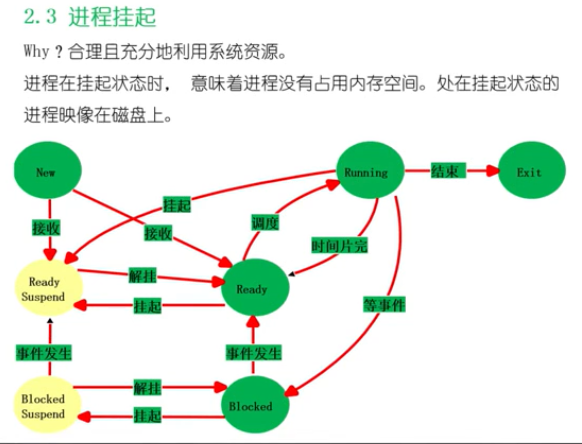 2.3 进程挂起
Why ? 合理且充分地利用系统资源。
进程在挂起状态时， 意味着进程没有占用内存空间。处在挂起状态的
进程映像在磁盘上。
New
Running
结束
Exit
挂起
接收
接收
调度
时间片完
Ready
Suspend
解挂
Ready
挂起
等事件
事件发生
事件发生
Blocked
Suspend
解挂
Blocked
挂起